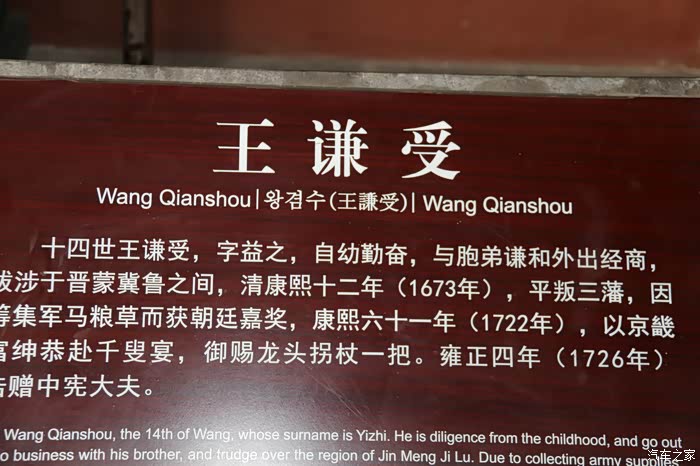 王谦受
Wang Qianshou|왕겸수(王謙受)| Wang Qianshou
十四世王谦受，字益之，自幼勤奋，与胞弟谦和外出经商，
跋涉于晋蒙冀鲁之间，清康熙十二年（1673年），平叛三藩，因
筹集军马粮草而获朝廷嘉奖，康熙六十一年（1722年），以京畿
富绅恭赴千叟宴，御赐龙头拐杖一把。雍正四年（1726年）
诰赠中宪大夫。
Wang Qianshou, the 14th of Wang, whose surname is Yizhi. He is diligence from the childhood, and go out
o business with his brother, and trudge over the region of Jin Meng Ji Lu. Due to collecting army supplies
汽车之家